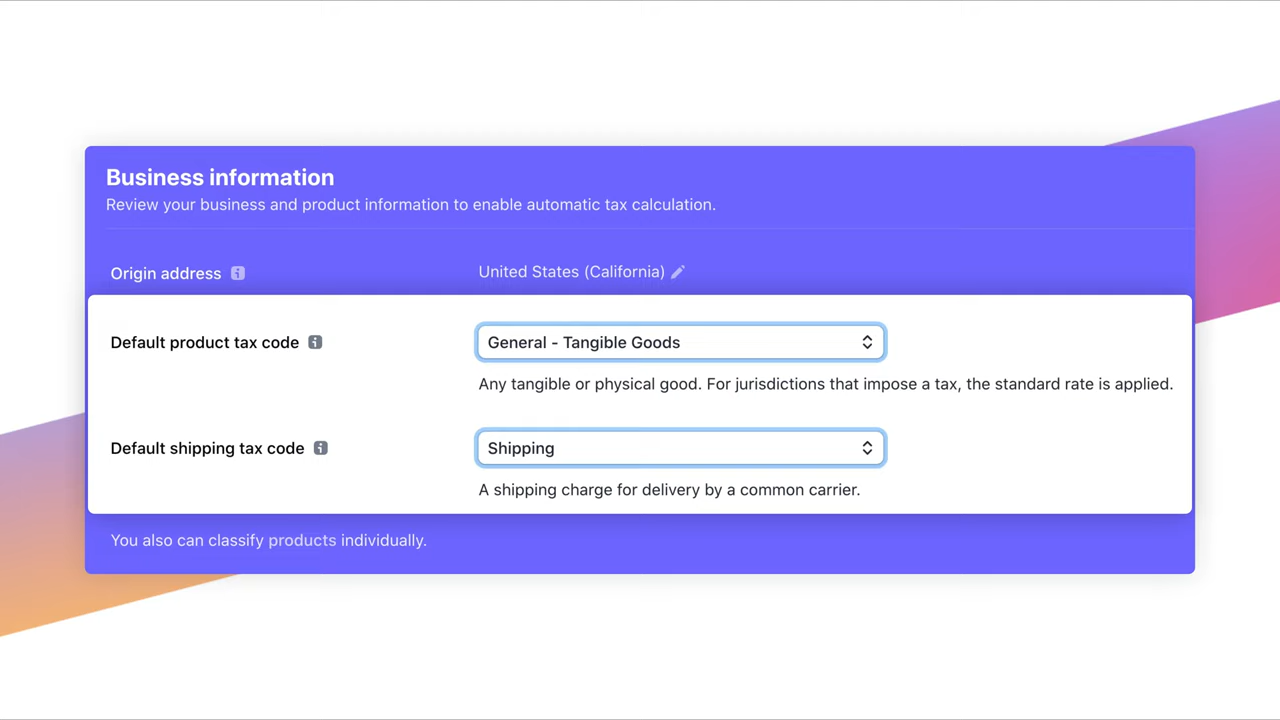 Business information
Review your business and product information to enable automatic tax calculation.
Origin address
United States (California)
Default product tax code
General - Tangible Goods
Any tangible or physical good. For jurisdictions that impose a tax, the standard rate is applied.
Default shipping tax code
Shipping
A shipping charge for delivery by a common carrier.
You also can classify products individually.